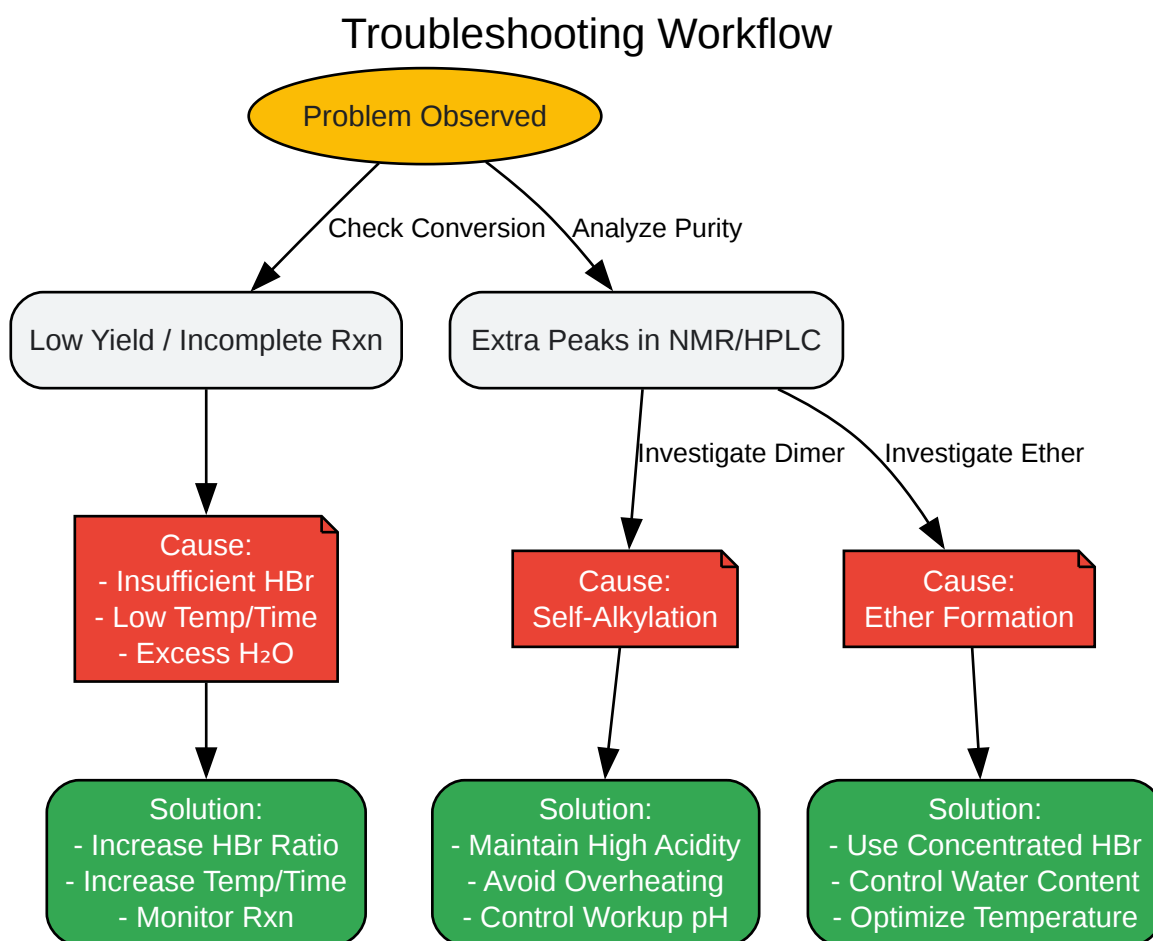 Troubleshooting Workflow
Problem Observed
Check Conversion
Analyze Purity
Low Yield / Incomplete Rxn
Extra Peaks in NMR/HPLC
Investigate Dimer
Investigate Ether
Cause:
- Insufficient HBr
- Low Temp/Time
- Excess H₂O
Cause:
Self-Alkylation
Cause:
Ether Formation
Solution:
- Increase HBr Ratio
- Increase Temp/Time
- Monitor Rxn
Solution:
- Maintain High Acidity
- Avoid Overheating
- Control Workup pH
Solution:
- Use Concentrated HBr
- Control Water Content
- Optimize Temperature